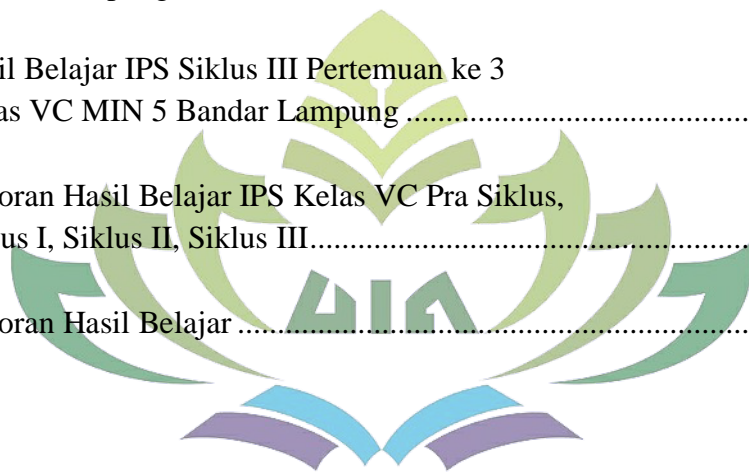 il Belajar IPS Siklus III Pertemuan ke 3
as VC MIN 5 Bandar Lampung ..........................................
oran Hasil Belajar IPS Kelas VC Pra Siklus,
us I, Siklus II, Siklus III.......................................................
oran Hasil Belajar ................................................................
UIN